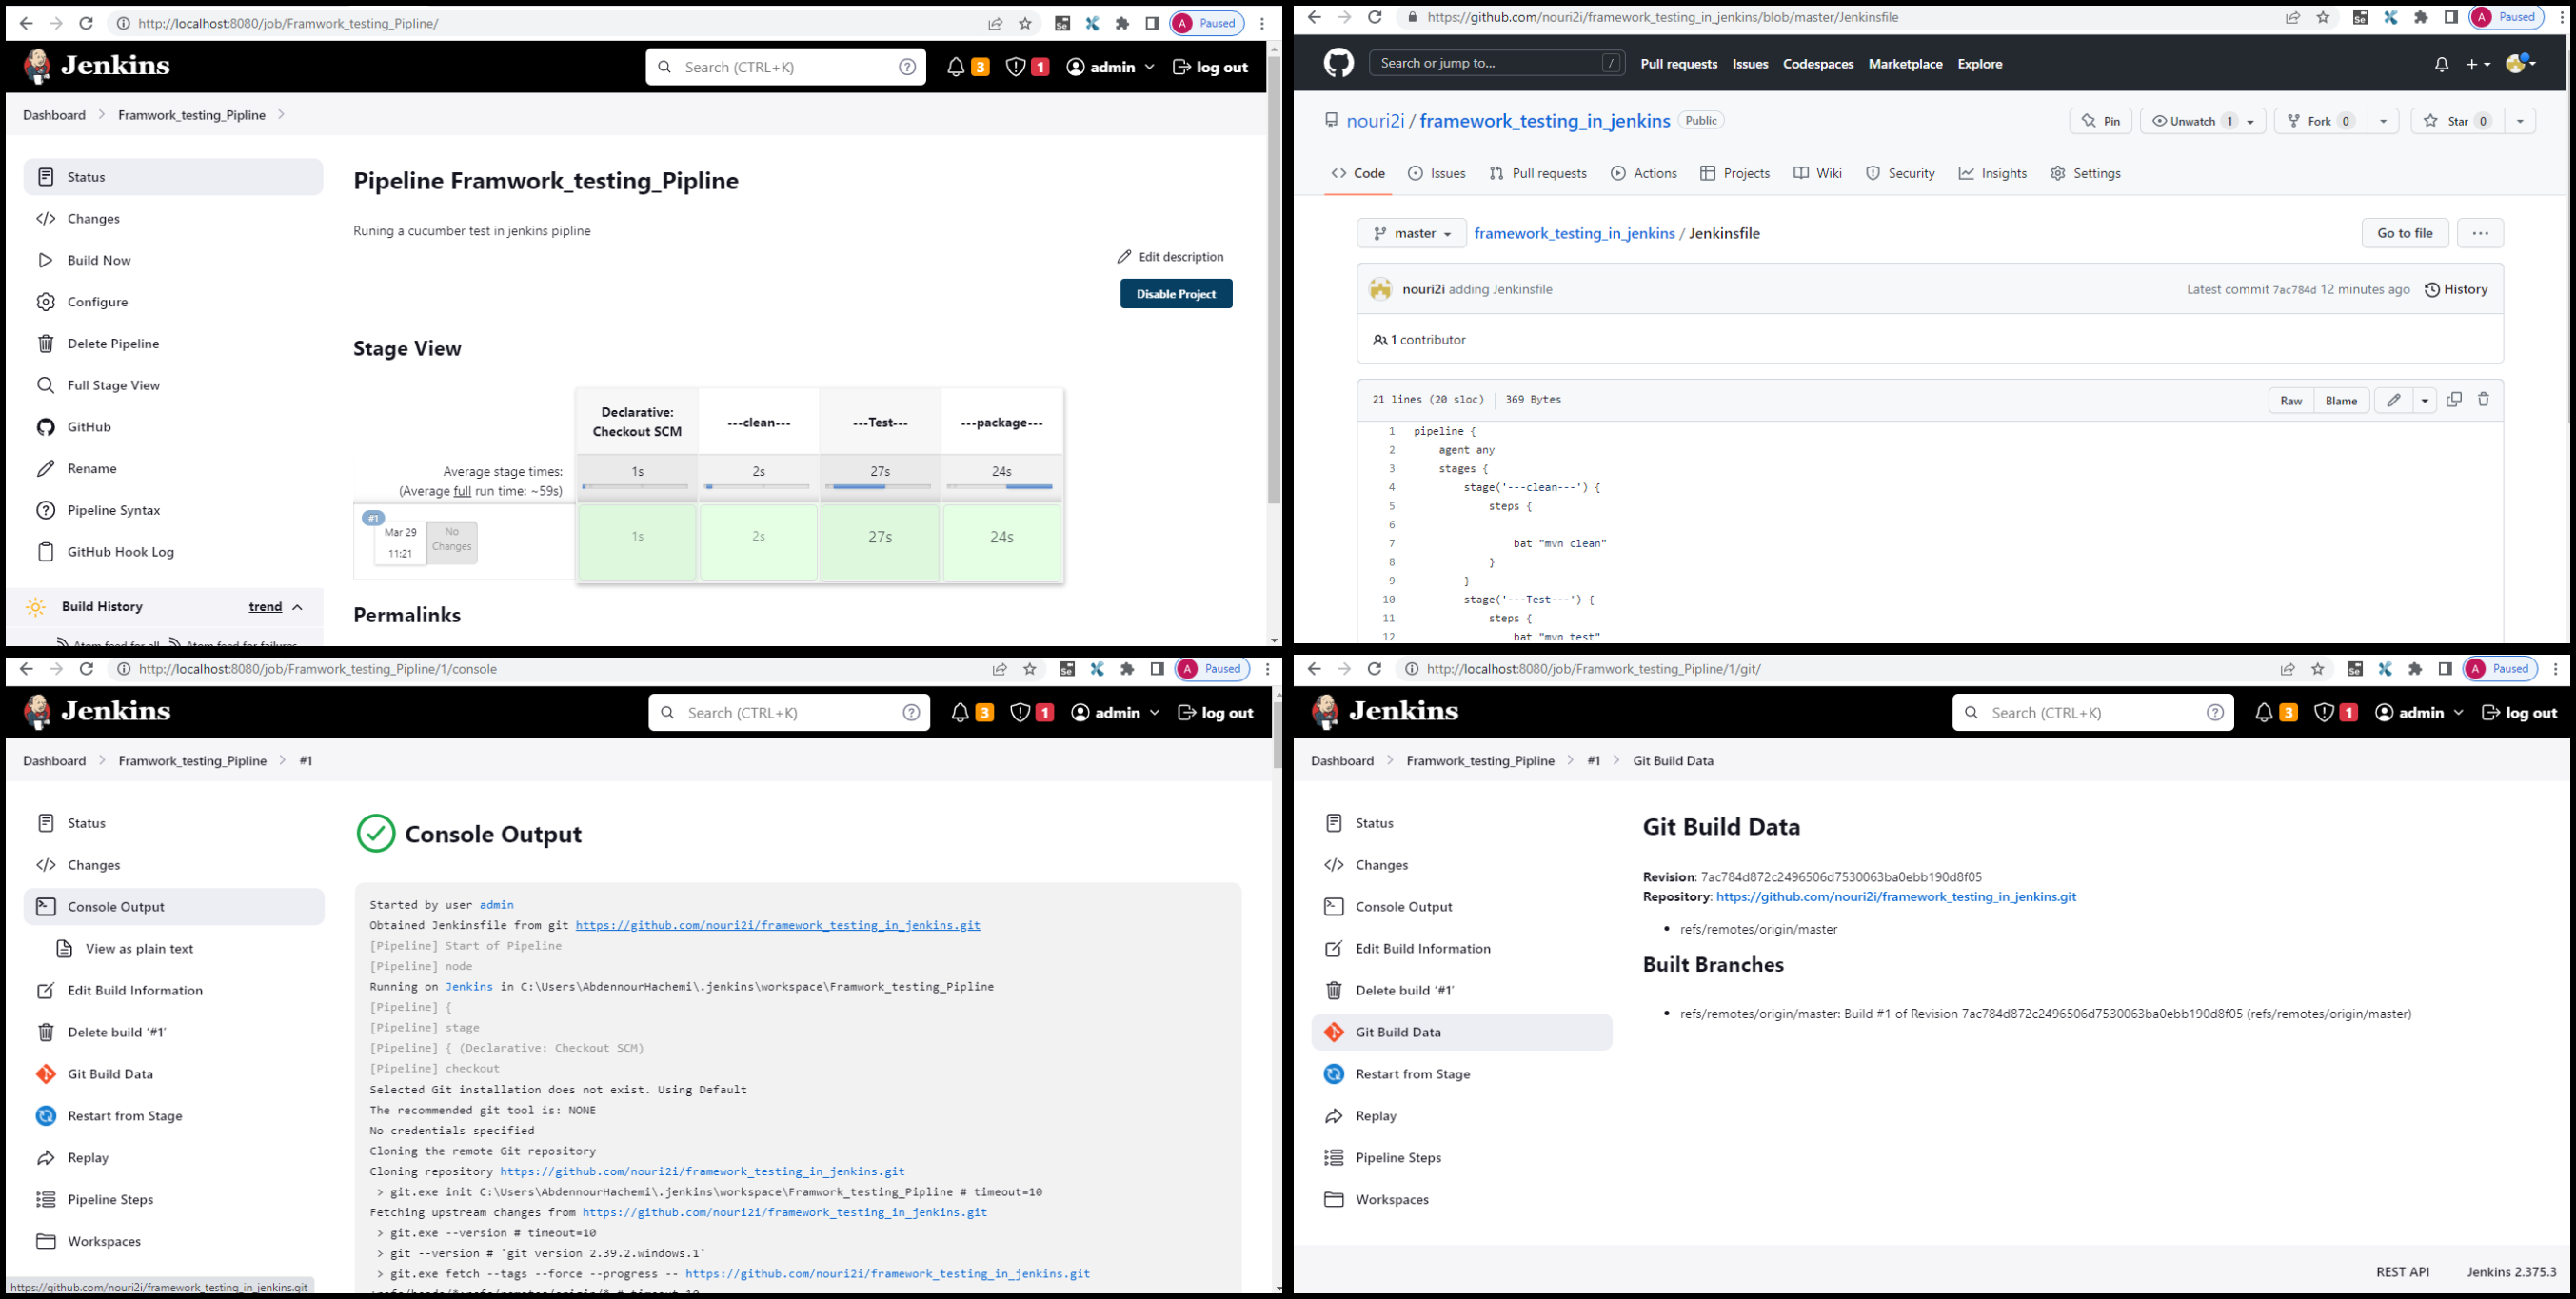 http://localhost:8080/job/Framwork_testing_Pipline/
A Paused
Jenkins
Search (CTRL+K)
3
1
admin
log out
Dashboard
Framwork_testing_Pipline
Status
Changes
Build Now
Configure
Delete Pipeline
Full Stage View
GitHub
Rename
Pipeline Syntax
GitHub Hook Log
Build History
trend
Atom feed for all
Atom feed for failures
Pipeline Framwork_testing_Pipline
Runing a cucumber test in jenkins pipline
Edit description
Disable Project
Stage View
Declarative:
Checkout SCM
---clean---
---Test---
---package---
Average stage times:
(Average full run time: ~59s)
1s
2s
27s
24s
#1
Mar 29
11:21
No
Changes
1s
2s
27s
24s
Permalinks
https://github.com/nouri2i/framework_testing_in_jenkins/blob/master/Jenkinsfile
A Paused
Search or jump to...
/
Pull requests
Issues
Codespaces
Marketplace
Explore
nouri2i / framework_testing_in_jenkins
Public
Pin
Unwatch 1
Fork 0
Star 0
Code
Issues
Pull requests
Actions
Projects
Wiki
Security
Insights
Settings
master
framework_testing_in_jenkins / Jenkinsfile
Go to file
nouri2i adding Jenkinsfile
Latest commit 7ac784d 12 minutes ago
History
1 contributor
21 lines (20 sloc)
369 Bytes
Raw
Blame
1 pipeline {
2 agent any
3 stages {
4 stage('---clean---') {
5 steps {
6
7 bat "mvn clean"
8 }
9 }
10 stage('---Test---') {
11 steps {
12 bat "mvn test"
http://localhost:8080/job/Framwork_testing_Pipline/1/console
A Paused
Jenkins
Search (CTRL+K)
3
1
admin
log out
Dashboard
Framwork_testing_Pipline
#1
Status
Changes
Console Output
View as plain text
Edit Build Information
Delete build '#1'
Git Build Data
Restart from Stage
Replay
Pipeline Steps
Workspaces
https://github.com/nouri2i/framework_testing_in_jenkins.git
Console Output
Started by user admin
Obtained Jenkinsfile from git https://github.com/nouri2i/framework_testing_in_jenkins.git
[Pipeline] Start of Pipeline
[Pipeline] node
Running on Jenkins in C:\Users\AbdennourHachemi\.jenkins\workspace\Framwork_testing_Pipline
[Pipeline] {
[Pipeline] stage
[Pipeline] { (Declarative: Checkout SCM)
[Pipeline] checkout
Selected Git installation does not exist. Using Default
The recommended git tool is: NONE
No credentials specified
Cloning the remote Git repository
Cloning repository https://github.com/nouri2i/framework_testing_in_jenkins.git
> git.exe init C:\Users\AbdennourHachemi\.jenkins\workspace\Framwork_testing_Pipline # timeout=10
Fetching upstream changes from https://github.com/nouri2i/framework_testing_in_jenkins.git
> git.exe --version # timeout=10
> git --version # 'git version 2.39.2.windows.1'
> git.exe fetch --tags --force --progress -- https://github.com/nouri2i/framework_testing_in_jenkins.git
http://localhost:8080/job/Framwork_testing_Pipline/1/git/
A Paused
Jenkins
Search (CTRL+K)
3
1
admin
log out
Dashboard
Framwork_testing_Pipline
#1
Git Build Data
Status
Changes
Console Output
Edit Build Information
Delete build '#1'
Git Build Data
Restart from Stage
Replay
Pipeline Steps
Workspaces
Git Build Data
Revision: 7ac784d872c2496506d7530063ba0ebb190d8f05
Repository: https://github.com/nouri2i/framework_testing_in_jenkins.git
refs/remotes/origin/master
Built Branches
refs/remotes/origin/master: Build #1 of Revision 7ac784d872c2496506d7530063ba0ebb190d8f05 (refs/remotes/origin/master)
REST API
Jenkins 2.375.3